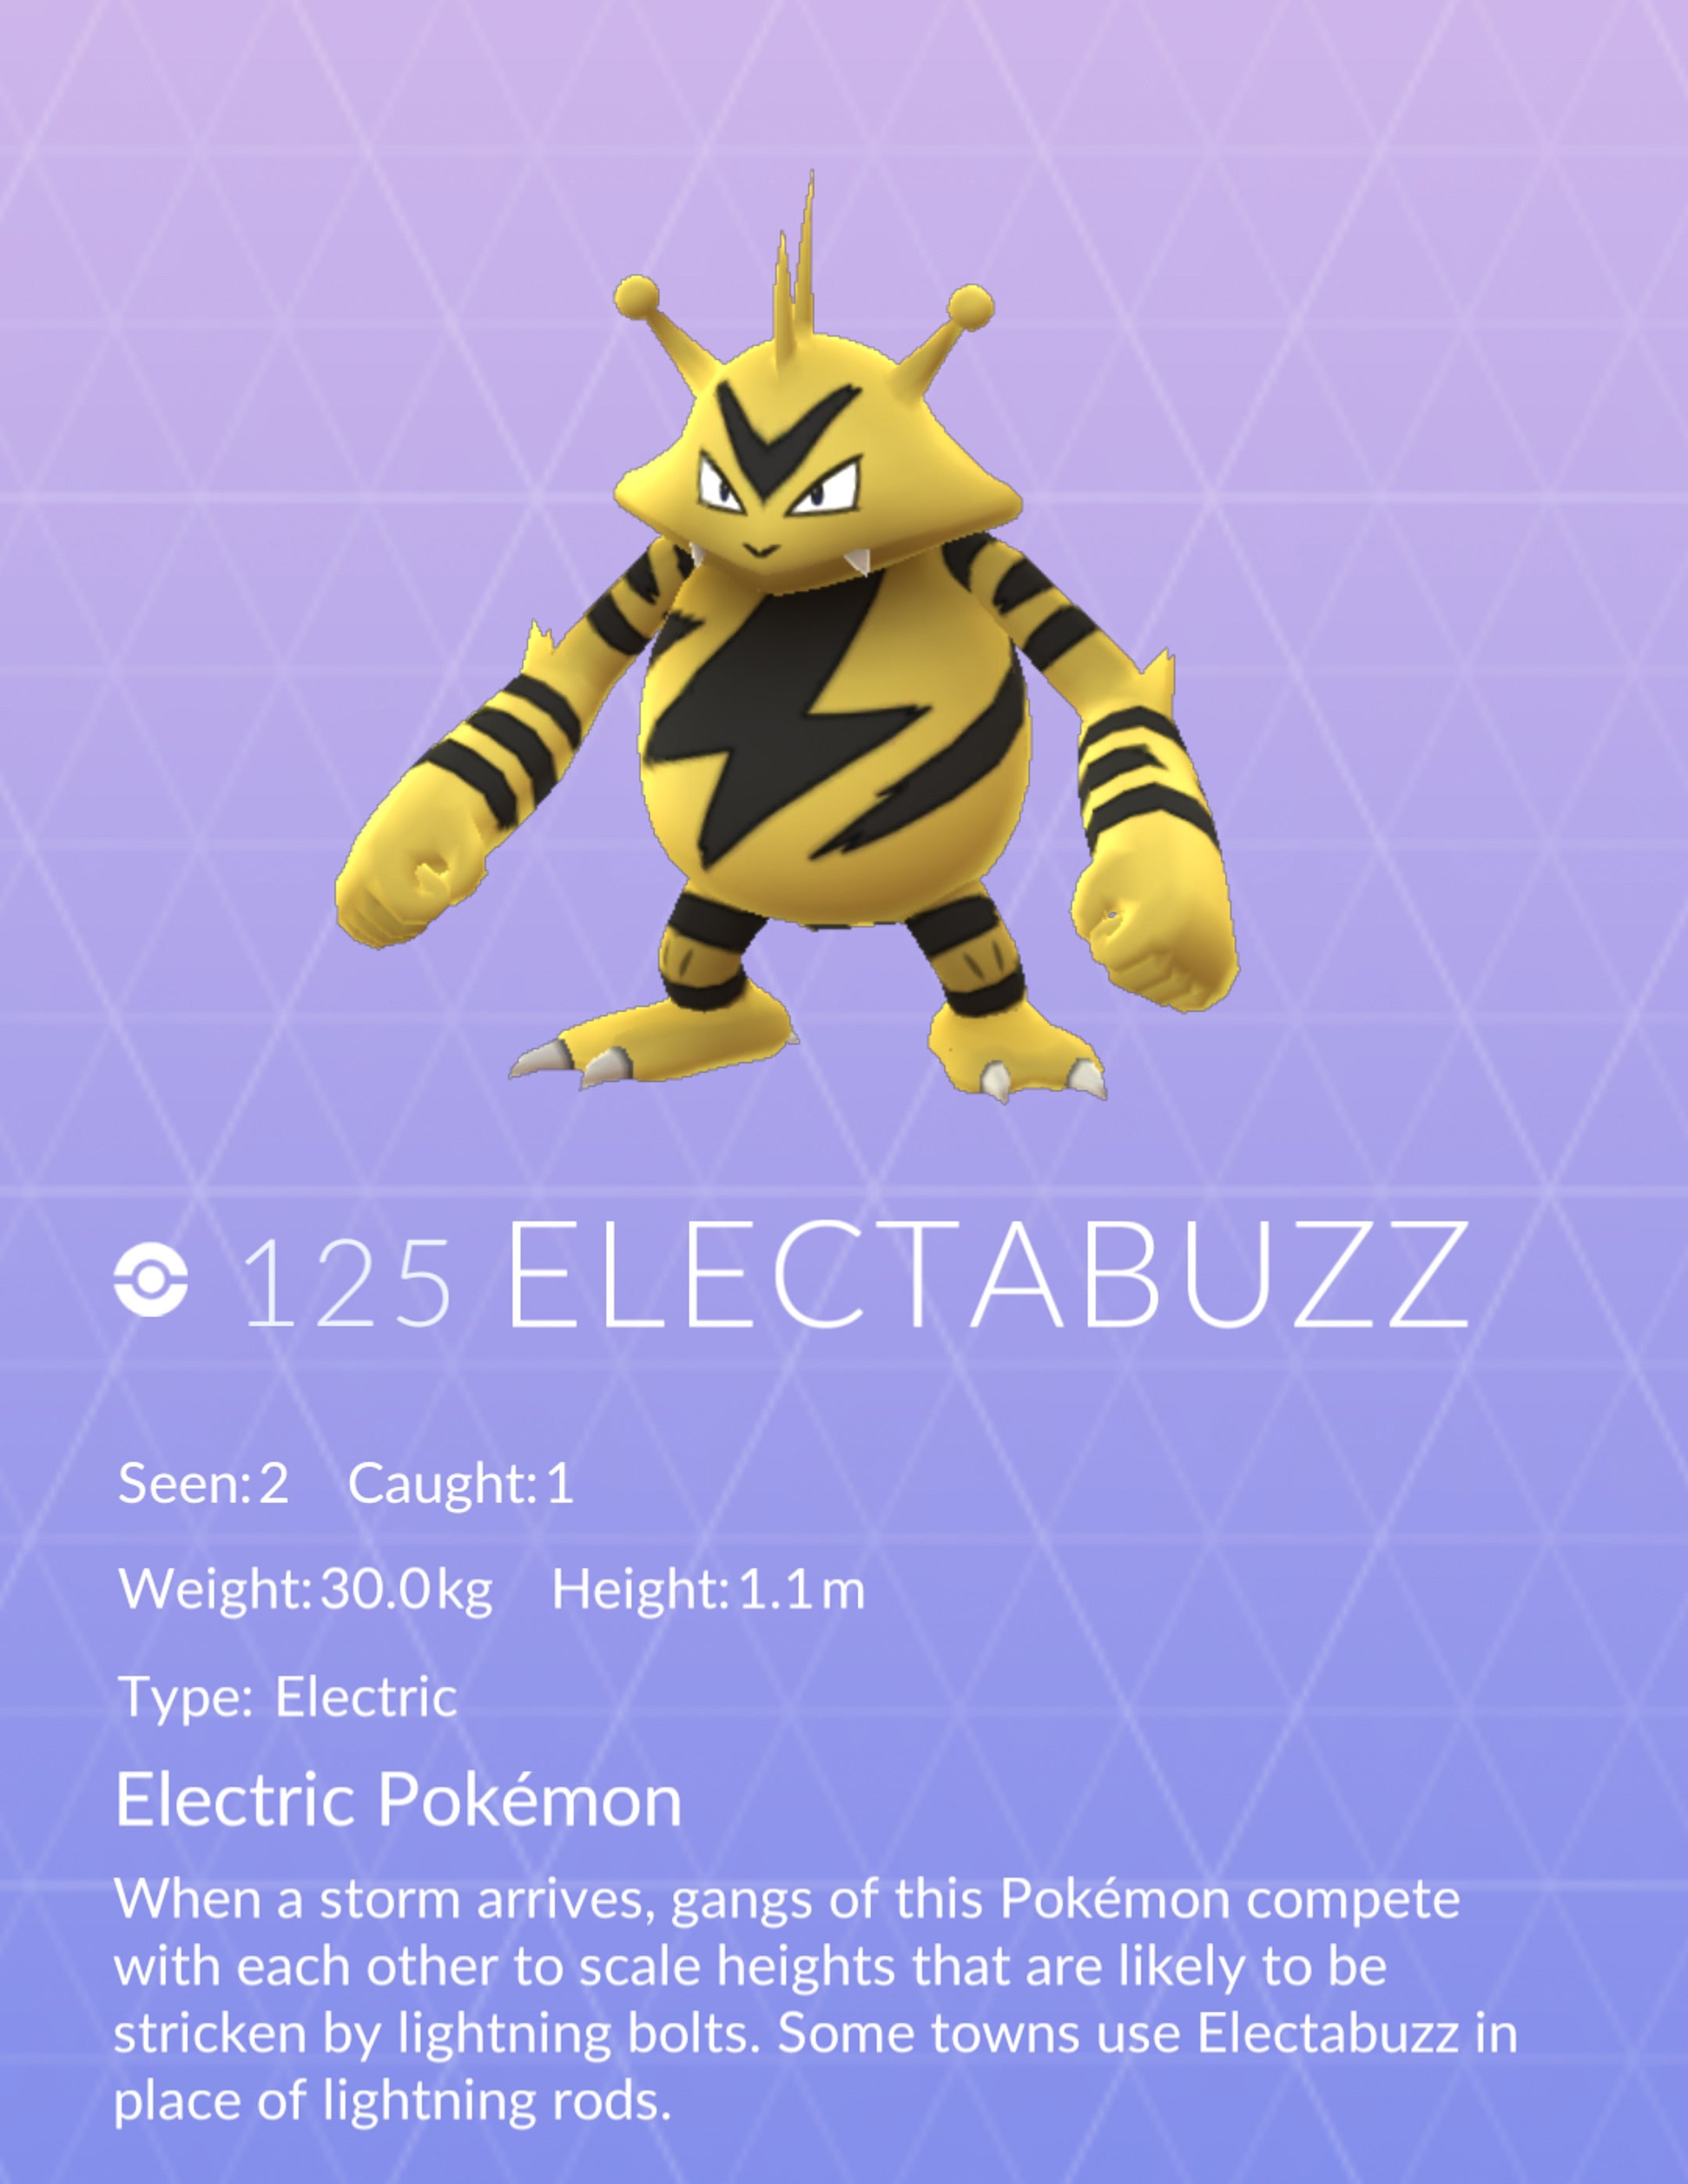 125 ELECTABUZZ
Seen: 2 Caught: 1
Weight: 30.0 kg Height: 1.1 m
Type: Electric
Electric Pokémon
When a storm arrives, gangs of this Pokémon compete
with each other to scale heights that are likely to be
stricken by lightning bolts. Some towns use Electabuzz in
place of lightning rods.